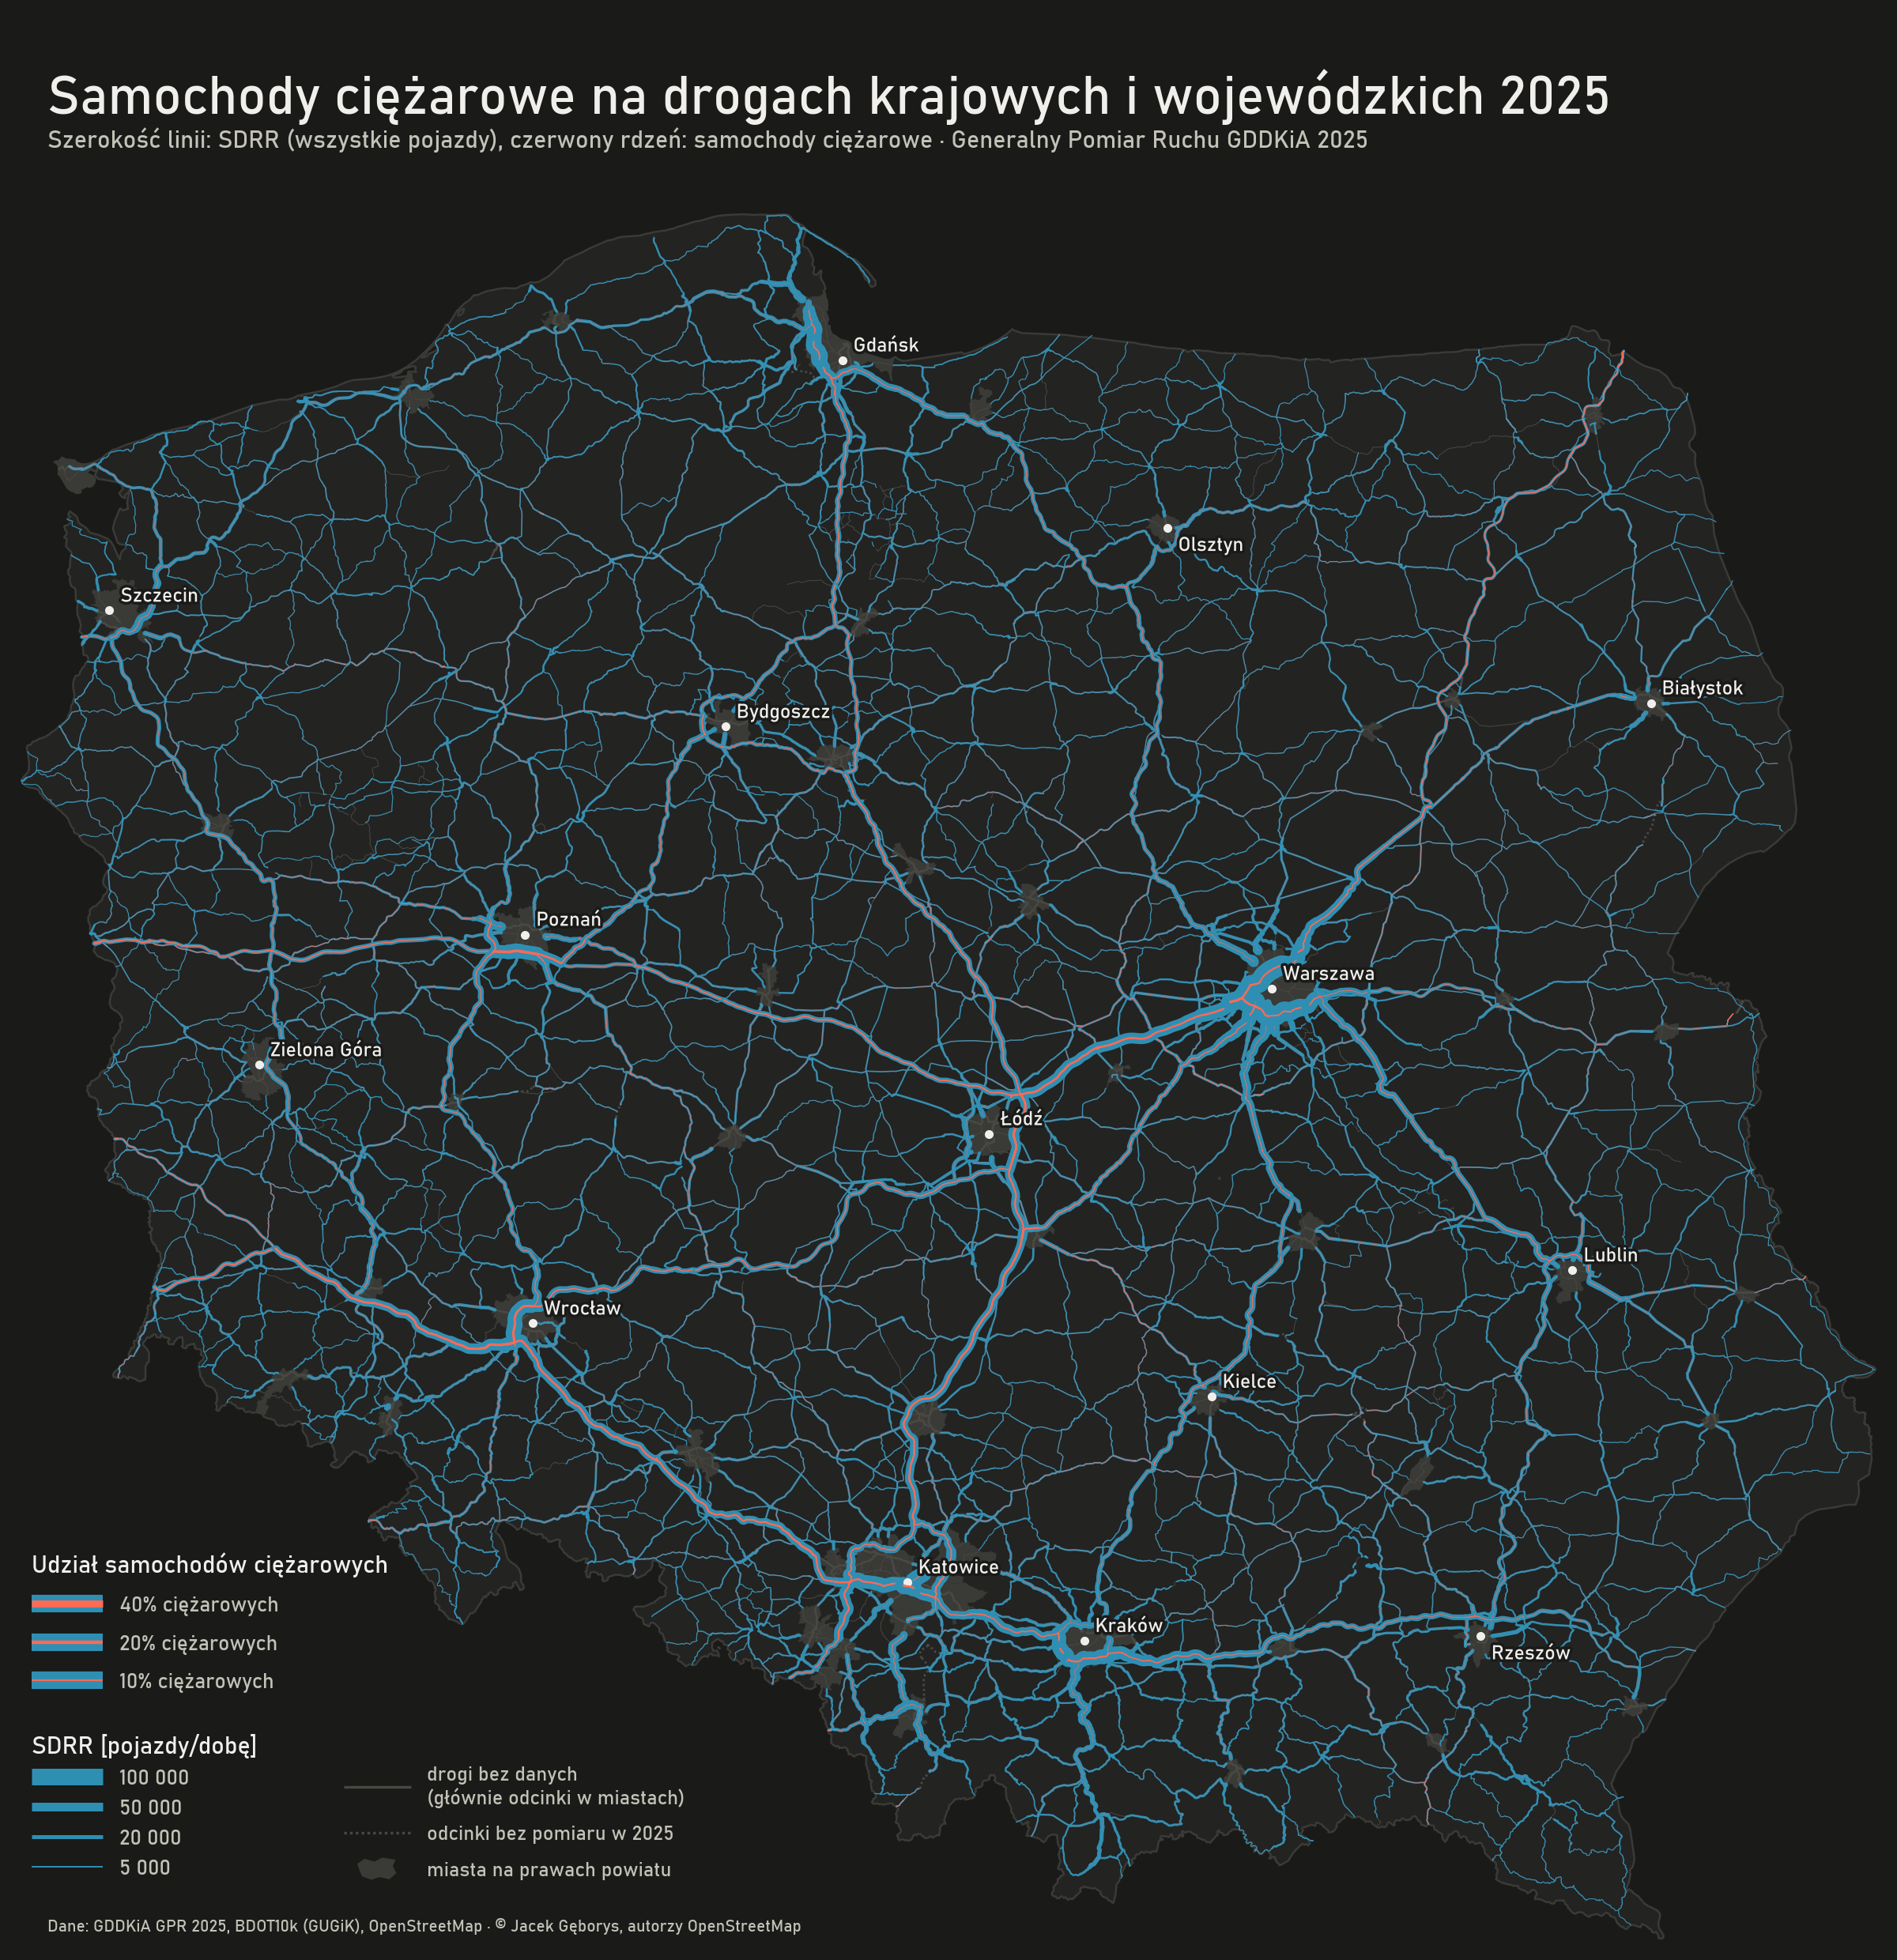 Samochody ciężarowe na drogach krajowych i wojewódzkich 2025
Szerokość linii: SDRR (wszystkie pojazdy), czerwony rdzeń: samochody ciężarowe · Generalny Pomiar Ruchu GDDKiA 2025
Gdańsk
Olsztyn
Szczecin
Białystok
Bydgoszcz
Poznań
Warszawa
Zielona Góra
Łódź
Lublin
Wrocław
Kielce
Katowice
Kraków
Rzeszów
Udział samochodów ciężarowych
40% ciężarowych
20% ciężarowych
10% ciężarowych
SDRR [pojazdy/dobę]
100 000
50 000
20 000
5 000
drogi bez danych
(głównie odcinki w miastach)
odcinki bez pomiaru w 2025
miasta na prawach powiatu
Dane: GDDKiA GPR 2025, BDOT10k (GUGiK), OpenStreetMap · © Jacek Gęborys, autorzy OpenStreetMap